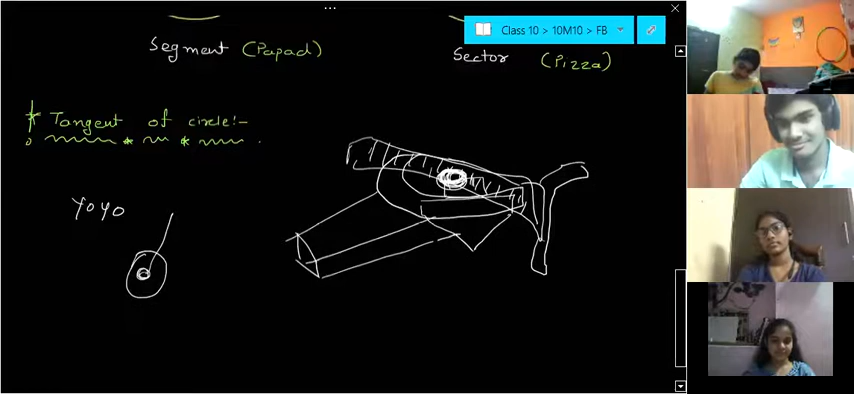 Class 10 > 10M10 > FB
Segment (Papad)
Sector (Pizza)
Tangent of circle:-
YOYO